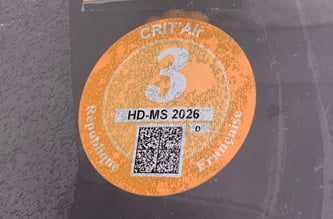 CRIT'Air
3
HD-MS 2026
D
République
Française